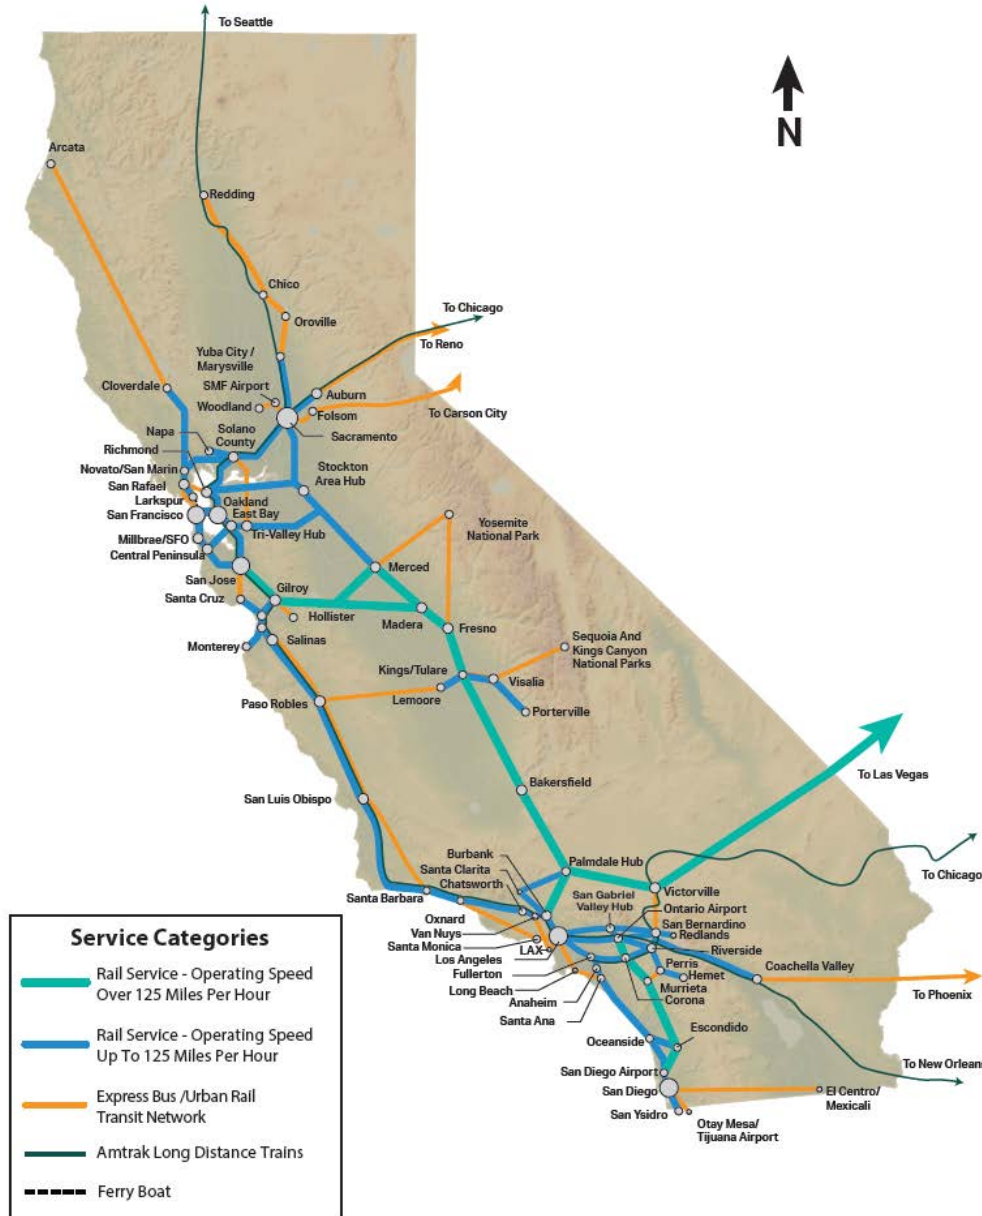 To Seattle
N
Arcata
Redding
Chico
To Chicago
Oroville
To Reno
Yuba City /
Marysville
SMF Airport
Auburn
Cloverdale
Woodland
Folsom
To Carson City
Napa
Solano
County
Sacramento
Richmond
Novato/San Marin
Stockton
Area Hub
San Rafael
Larkspur
Oakland
San Francisco
East Bay
Yosemite
National Park
Tri-Valley Hub
Millbrae/SFO
Central Peninsula
Merced
San Jose
Gilroy
Santa Cruz
Hollister
Madera
Fresno
Monterey
Salinas
Sequoia And
Kings Canyon
National Parks
Kings/Tulare
Visalia
Paso Robles
Lemoore
Porterville
To Las Vegas
Bakersfield
San Luis Obispo
Burbank
Palmdale Hub
Santa Clarita
To Chicago
Chatsworth
Victorville
Santa Barbara
San Gabriel
Valley Hub
Ontario Airport
Oxnard
San Bernardino
Van Nuys
Redlands
Santa Monica
LAX
Riverside
Los Angeles
Perris
Coachella Valley
Fullerton
Hemet
Long Beach
Murrieta
To Phoenix
Anaheim
Corona
Santa Ana
Escondido
Oceanside
To New Orleans
San Diego Airport
San Diego
El Centro/
Mexicali
San Ysidro
Otay Mesa/
Tijuana Airport
Service Categories
Rail Service - Operating Speed
Over 125 Miles Per Hour
Rail Service - Operating Speed
Up To 125 Miles Per Hour
Express Bus /Urban Rail
Transit Network
Amtrak Long Distance Trains
Ferry Boat